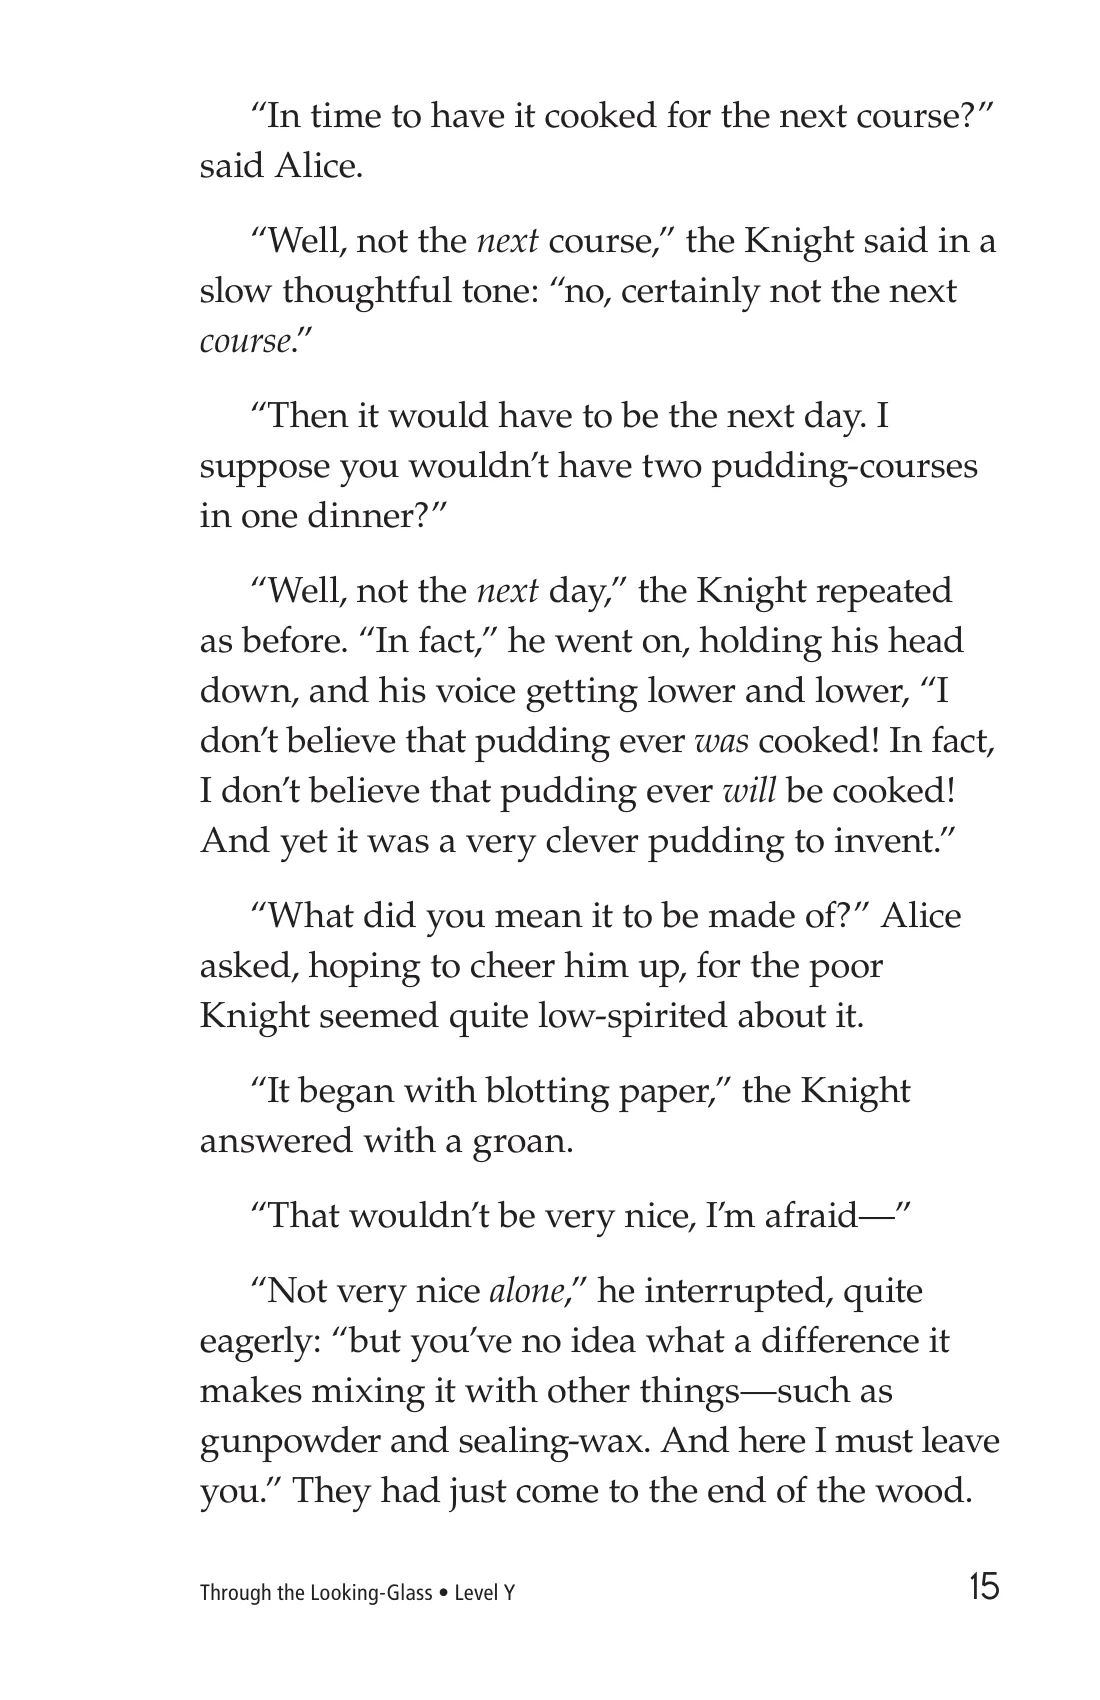 “In time to have it cooked for the next course?”
said Alice.
“Well, not the next course,” the Knight said in a
slow thoughtful tone: “no, certainly not the next
course.”
“Then it would have to be the next day. I
suppose you wouldn’t have two pudding-courses
in one dinner?”
“Well, not the next day,” the Knight repeated
as before. “In fact,” he went on, holding his head
down, and his voice getting lower and lower, “I
don’t believe that pudding ever was cooked! In fact,
I don’t believe that pudding ever will be cooked!
And yet it was a very clever pudding to invent.”
“What did you mean it to be made of?” Alice
asked, hoping to cheer him up, for the poor
Knight seemed quite low-spirited about it.
“It began with blotting paper,” the Knight
answered with a groan.
“That wouldn’t be very nice, I’m afraid—”
“Not very nice alone,” he interrupted, quite
eagerly: “but you’ve no idea what a difference it
makes mixing it with other things—such as
gunpowder and sealing-wax. And here I must leave
you.” They had just come to the end of the wood.
Through the Looking-Glass • Level Y 15